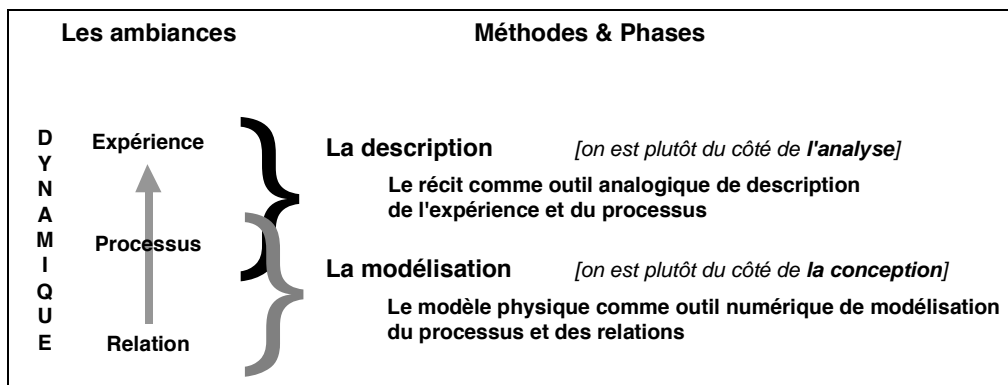 Les ambiances
Méthodes & Phases
DYNAMIQUE
Expérience
Processus
Relation
La description [on est plutôt du côté de l'analyse]
Le récit comme outil analogique de description
de l'expérience et du processus
La modélisation [on est plutôt du côté de la conception]
Le modèle physique comme outil numérique de modélisation
du processus et des relations